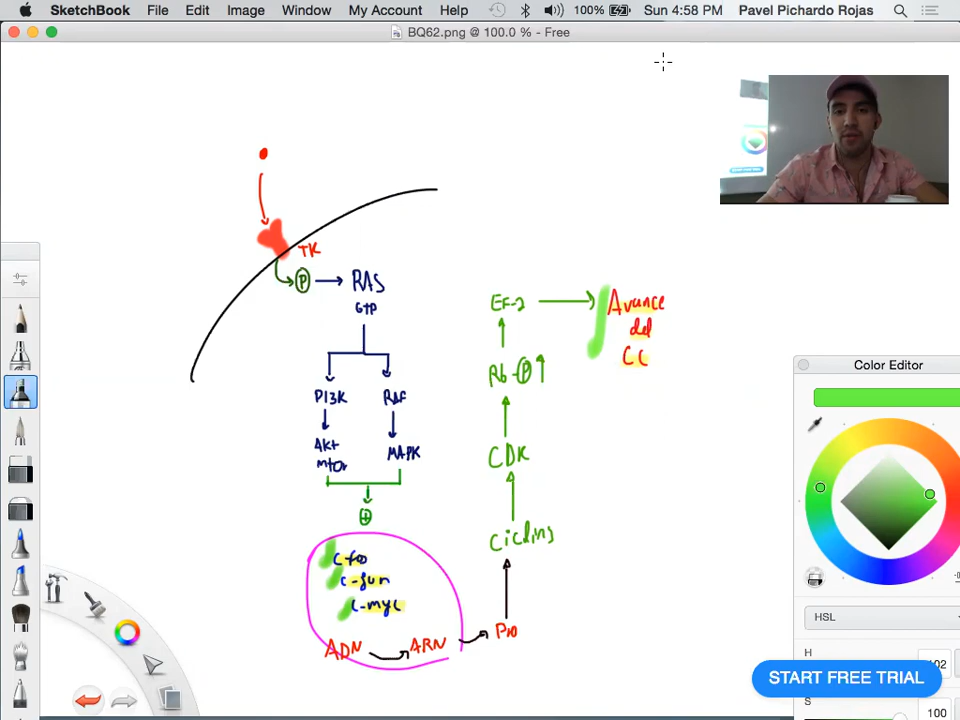 SketchBook File Edit Image Window My Account Help 100% Sun 4:58 PM Pavel Pichardo Rojas
BQ62.png @ 100.0 % - Free
TK
P
RAS
GTP
PI3K
RAF
Akt
mtor
MAPK
+
c-fos
c-Jun
c-myc
ADN
ARN
Pro
Ciclins
CDK
Rb-P
EF-2
Avance
del
CC
Color Editor
HSL
H
102
START FREE TRIAL
S
100